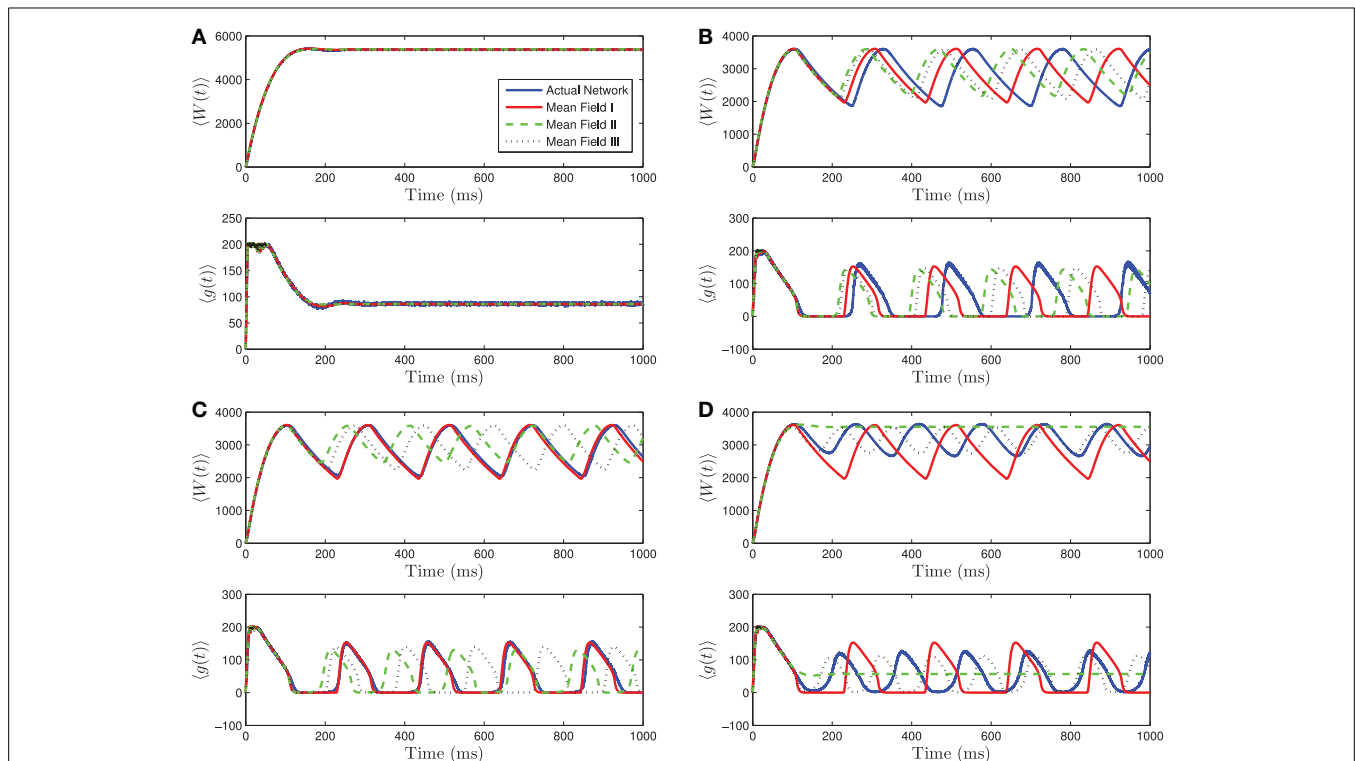 A
6000
4000
2000
0
⟨W(t)⟩
0 200 400 600 800 1000
Time (ms)
Actual Network
Mean Field I
Mean Field II
Mean Field III
250
200
150
100
50
0
⟨g(t)⟩
0 200 400 600 800 1000
Time (ms)
B
4000
3000
2000
1000
0
⟨W(t)⟩
0 200 400 600 800 1000
Time (ms)
300
200
100
0
−100
⟨g(t)⟩
0 200 400 600 800 1000
Time (ms)
C
4000
3000
2000
1000
0
⟨W(t)⟩
0 200 400 600 800 1000
Time (ms)
300
200
100
0
−100
⟨g(t)⟩
0 200 400 600 800 1000
Time (ms)
D
4000
3000
2000
1000
0
⟨W(t)⟩
0 200 400 600 800 1000
Time (ms)
300
200
100
0
−100
⟨g(t)⟩
0 200 400 600 800 1000
Time (ms)